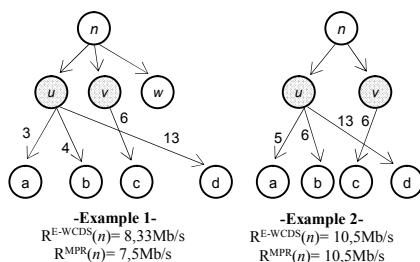 n n
u v w u v
3 4 6 13 5 6 13 6
a b c d a b c d
-Example 1- -Example 2-
R^E-WCDS(n)= 8,33Mb/s R^E-WCDS(n)= 10,5Mb/s
R^MPR(n)= 7,5Mb/s R^MPR(n)= 10,5Mb/s